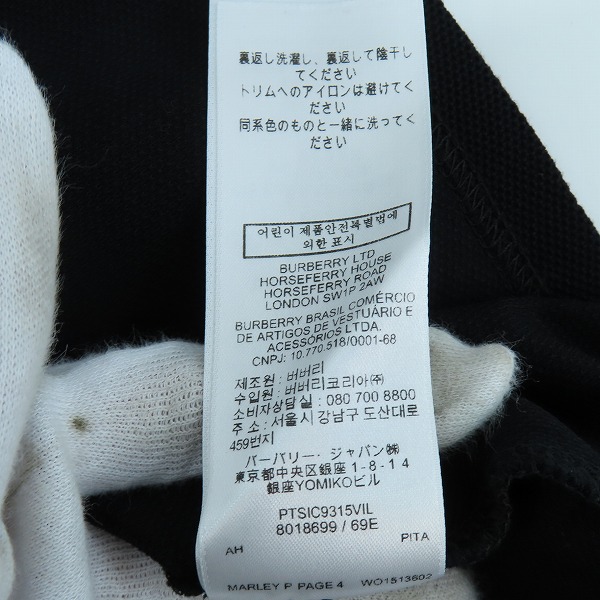 裏返し洗濯し、裏返して陰干し
てください
トリムへのアイロンは避けてく
ださい
同系色のものと一緒に洗ってく
ださい
어린이 제품안전특별법에
의한 표시
BURBERRY LTD
HORSEFERRY HOUSE
HORSEFERRY ROAD
LONDON SW1P 2AW
BURBERRY BRASIL COMÉRCIO
DE ARTIGOS DE VESTUÁRIO E
ACESSÓRIOS LTDA.
CNPJ: 10.770.518/0001-68
제조원 : 버버리
수입원 : 버버리코리아㈜
소비자상담실 : 080 700 8800
주소 : 서울시 강남구 도산대로
459번지
バーバリー・ジャパン㈱
東京都中央区銀座1-8-14
銀座YOMIKOビル
PTSIC9315VIL
8018699 / 69E
AH PITA
MARLEY P PAGE 4 WO1513602